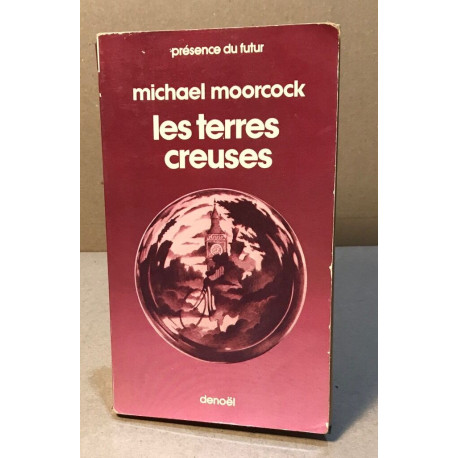 présence du futur
michael moorcock
les terres
creuses
denoël